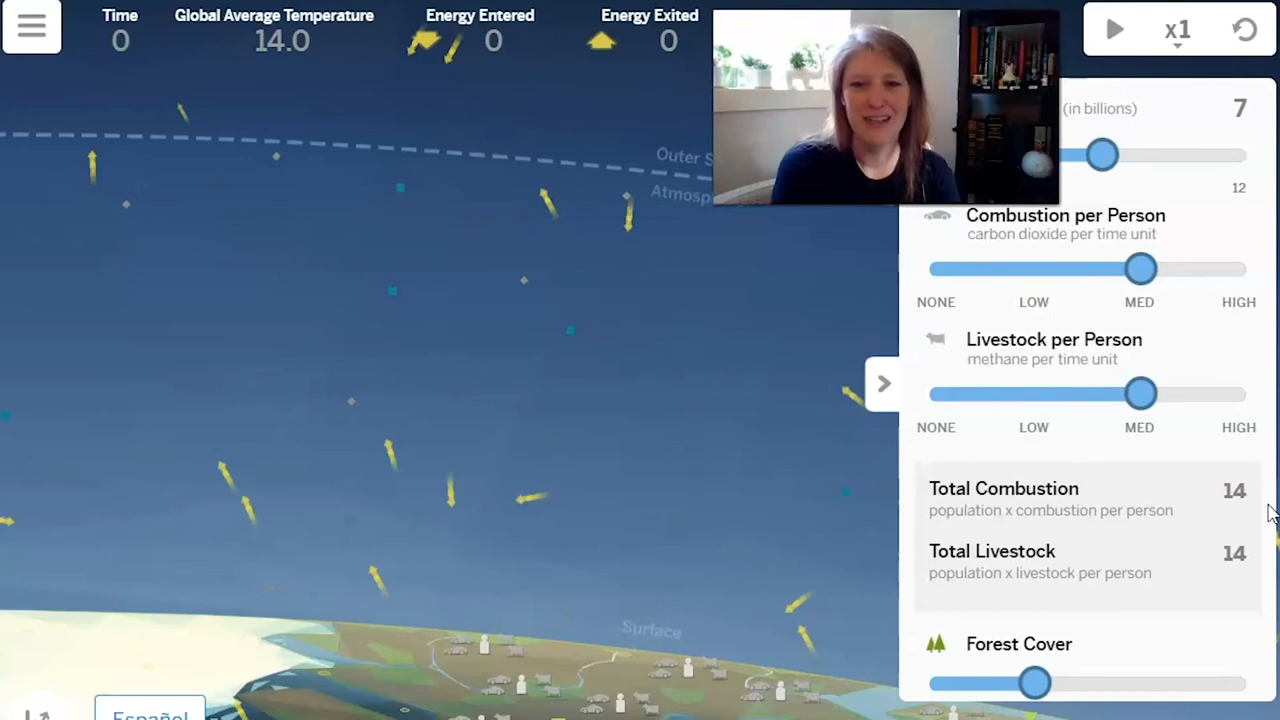 Time
0
Global Average Temperature
14.0
Energy Entered
0
Energy Exited
0
x1
Outer S
Atmosp
(in billions)
7
12
Combustion per Person
carbon dioxide per time unit
NONE LOW MED HIGH
Livestock per Person
methane per time unit
NONE LOW MED HIGH
Total Combustion 14
population x combustion per person
Total Livestock 14
population x livestock per person
Forest Cover
Surface
Español